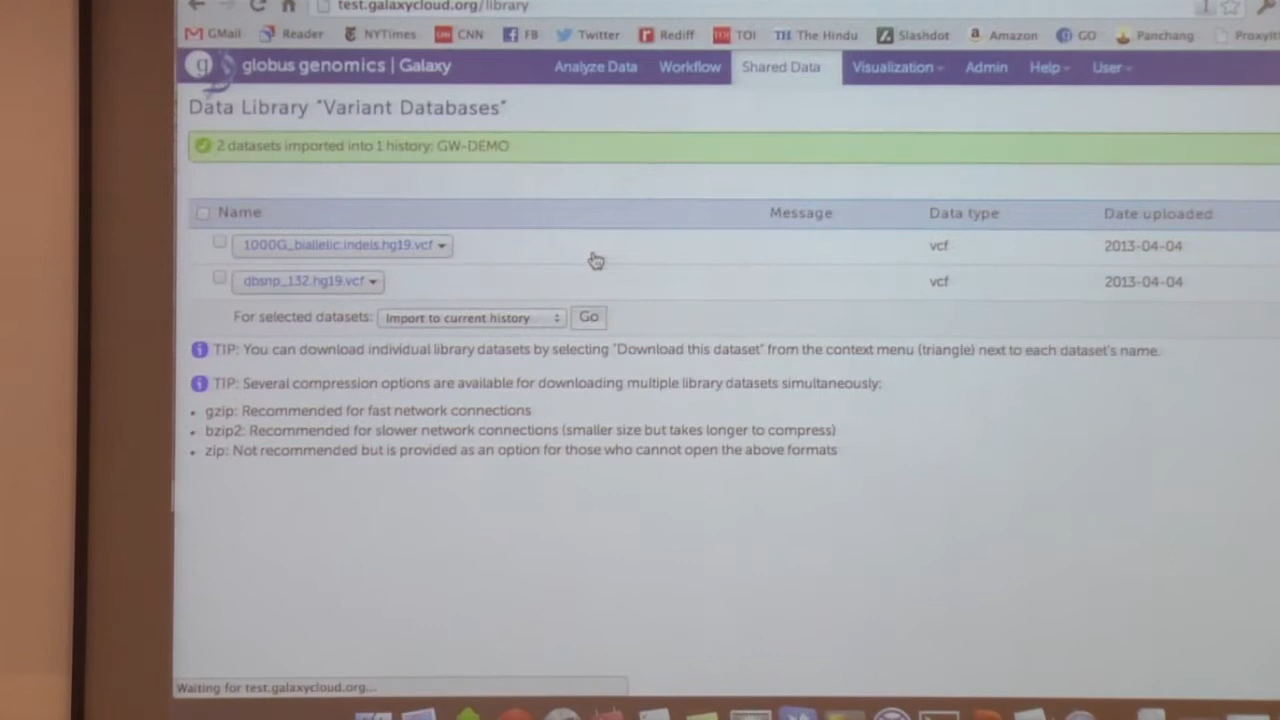 test.galaxycloud.org/library
GMail Reader NYTimes CNN FB Twitter Rediff TOI The Hindu Slashdot Amazon GO Panchang
globus genomics | Galaxy Analyze Data Workflow Shared Data Visualization Admin Help User
Data Library "Variant Databases"
2 datasets imported into 1 history: GW-DEMO
Name Message Data type Date uploaded
1000G_biallelic.indels.hg19.vcf vcf 2013-04-04
dbsnp_132.hg19.vcf vcf 2013-04-04
For selected datasets: Import to current history Go
TIP: You can download individual library datasets by selecting "Download this dataset" from the context menu (triangle) next to each dataset's name.
TIP: Several compression options are available for downloading multiple library datasets simultaneously:
• gzip: Recommended for fast network connections
• bzip2: Recommended for slower network connections (smaller size but takes longer to compress)
• zip: Not recommended but is provided as an option for those who cannot open the above formats
Waiting for test.galaxycloud.org...